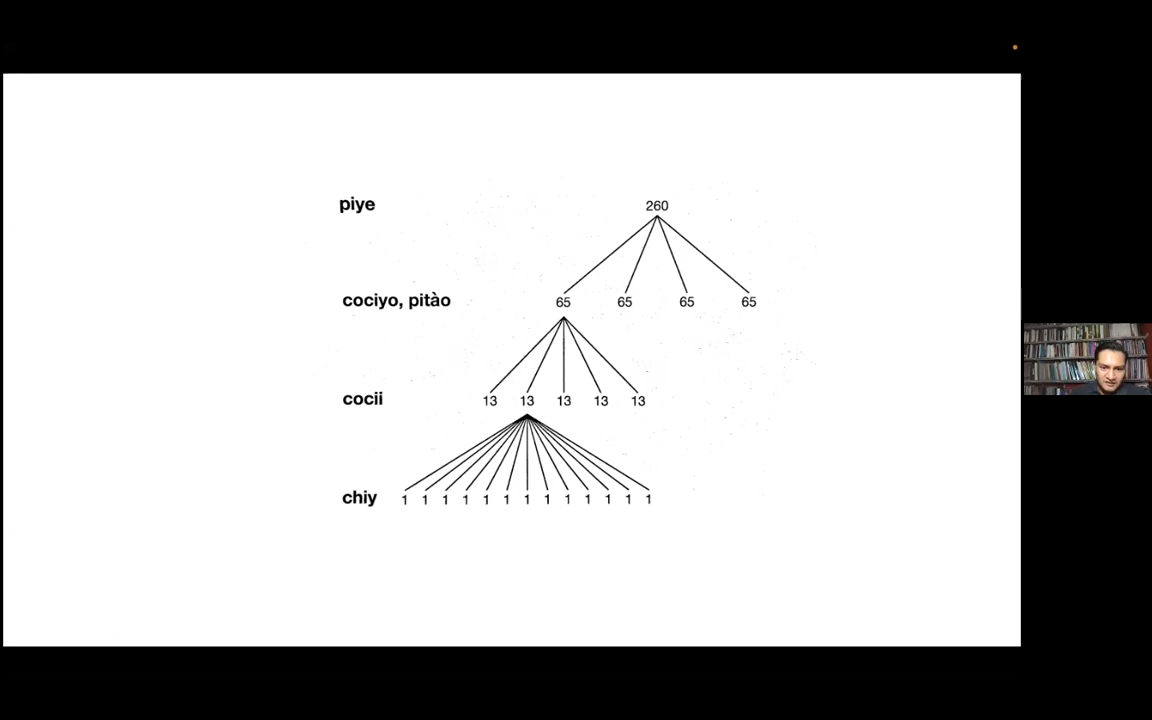 piye 260
cociyo, pitào 65 65 65 65
cocii 13 13 13 13 13
chiy 1 1 1 1 1 1 1 1 1 1 1 1 1